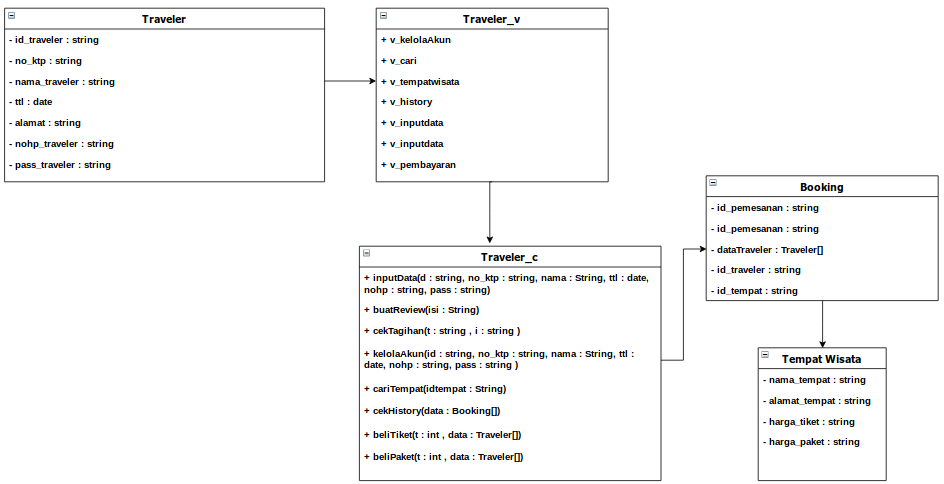 Traveler
- id_traveler : string
- no_ktp : string
- nama_traveler : string
- ttl : date
- alamat : string
- nohp_traveler : string
- pass_traveler : string
Traveler_v
+ v_kelolaAkun
+ v_cari
+ v_tempatwisata
+ v_history
+ v_inputdata
+ v_inputdata
+ v_pembayaran
Traveler_c
+ inputData(d : string, no_ktp : string, nama : String, ttl : date,
nohp : string, pass : string)
+ buatReview(isi : String)
+ cekTagihan(t : string , i : string )
+ kelolaAkun(id : string, no_ktp : string, nama : String, ttl :
date, nohp : string, pass : string )
+ cariTempat(idtempat : String)
+ cekHistory(data : Booking[])
+ beliTiket(t : int , data : Traveler[])
+ beliPaket(t : int , data : Traveler[])
Booking
- id_pemesanan : string
- id_pemesanan : string
- dataTraveler : Traveler[]
- id_traveler : string
- id_tempat : string
Tempat Wisata
- nama_tempat : string
- alamat_tempat : string
- harga_tiket : string
- harga_paket : string